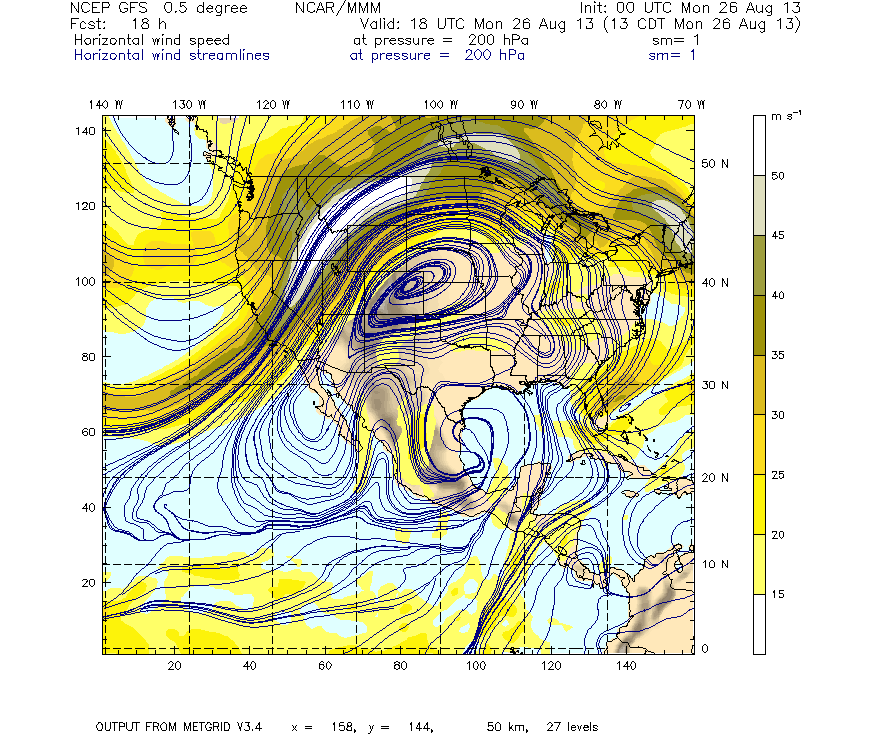 NCEP GFS 0.5 degree NCAR/MMM Init: 00 UTC Mon 26 Aug 13
Fcst: 18 h Valid: 18 UTC Mon 26 Aug 13 (13 CDT Mon 26 Aug 13)
Horizontal wind speed at pressure = 200 hPa sm= 1
Horizontal wind streamlines at pressure = 200 hPa sm= 1
140 W 130 W 120 W 110 W 100 W 90 W 80 W 70 W
m s⁻¹
140
50 N
50
120
45
100
40 N
40
80
35
30 N
60
30
20 N
25
40
20
10 N
20
15
0
20 40 60 80 100 120 140
OUTPUT FROM METGRID V3.4 x = 158, y = 144, 50 km, 27 levels